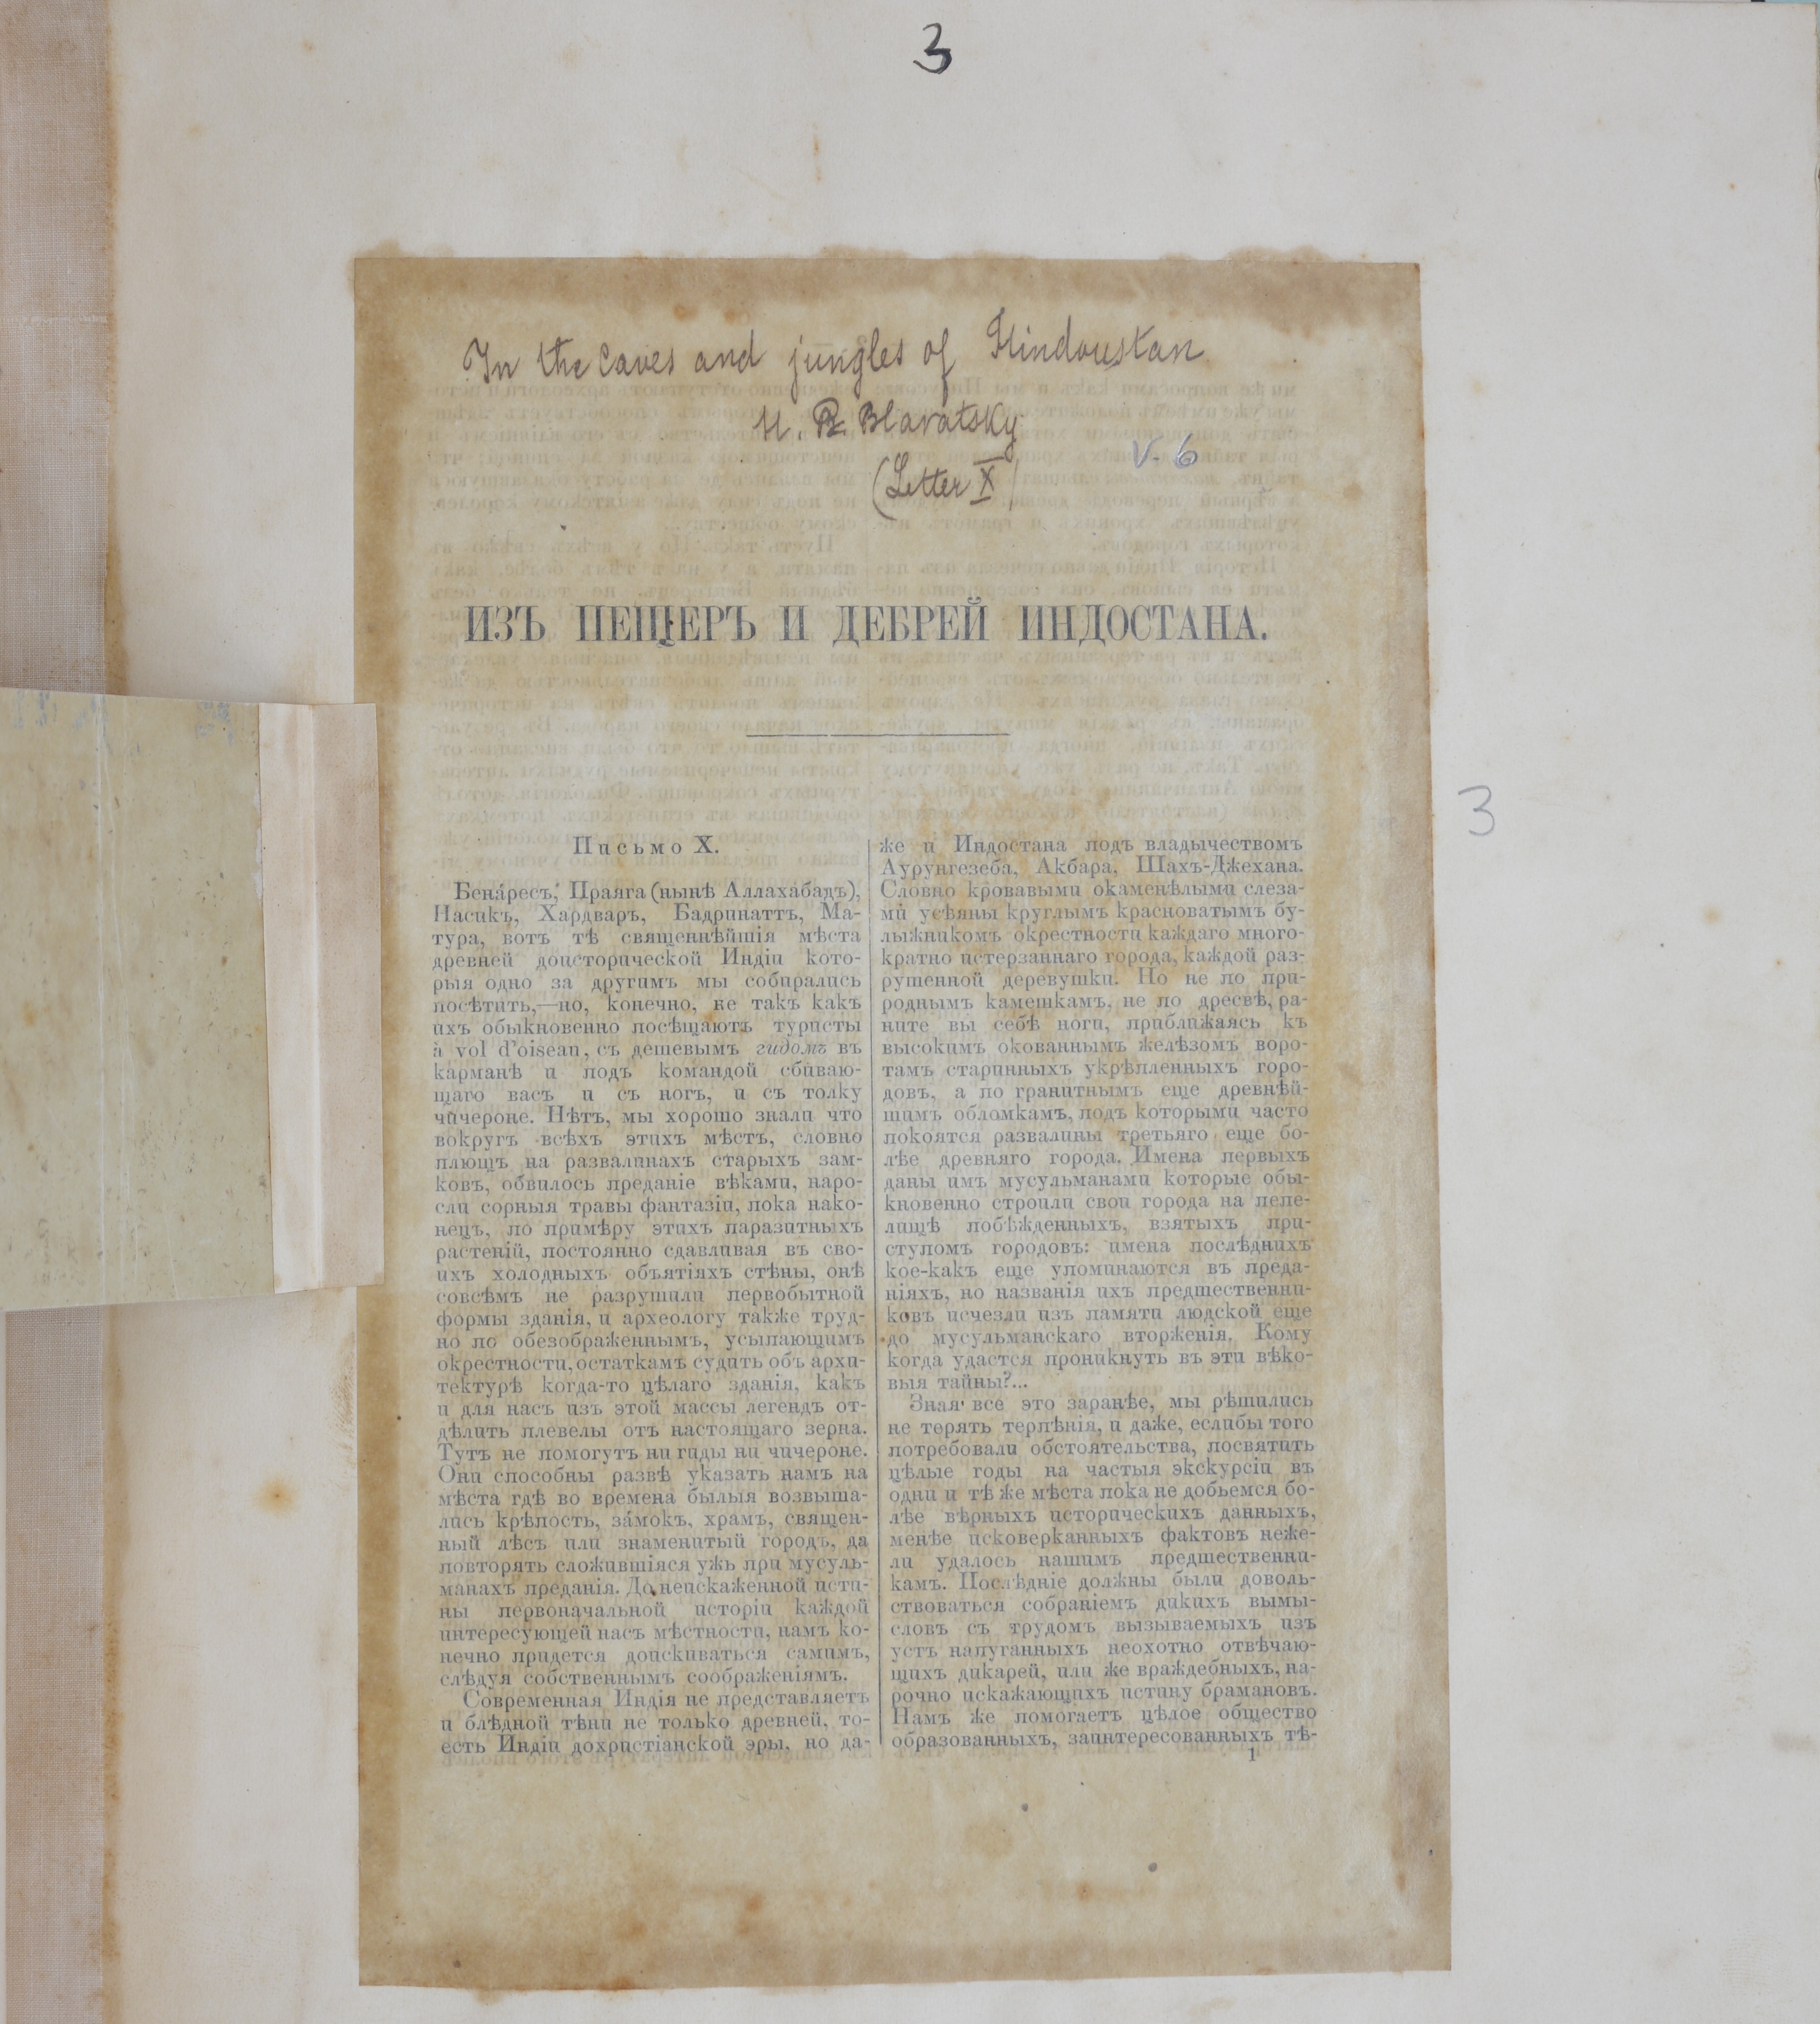 3
In the caves and jungles of Hindoustan
H. P. Blavatsky
V. 6
(Letter X)
ИЗЪ ПЕЩЕРЪ И ДЕБРЕЙ ИНДОСТАНА.
3
Письмо X.
Бена́ресъ, Праяга (нынѣ Аллаха́бадъ),
Насикъ, Хардваръ, Бадринаттъ, Ма-
тура, вотъ тѣ священнѣйшія мѣста
древней доисторической Индіи кото-
рыя одно за другимъ мы собирались
посѣтить,—но, конечно, не такъ какъ
ихъ обыкновенно посѣщаютъ туристы
à vol d'oiseau, съ дешевымъ гидомъ въ
карманѣ и подъ командой сбиваю-
щаго васъ и съ ногъ, и съ толку
чичероне. Нѣтъ, мы хорошо знали что
вокругъ всѣхъ этихъ мѣстъ, словно
плющъ на развалинахъ старыхъ зам-
ковъ, обвилось преданіе вѣками, наро-
сли сорныя травы фантазіи, пока нако-
нецъ, по примѣру этихъ паразитныхъ
растеній, постоянно сдавливая въ сво-
ихъ холодныхъ объятіяхъ стѣны, онѣ
совсѣмъ не разрушили первобытной
формы зданія, и археологу также труд-
но по обезображеннымъ, усыпающимъ
окрестности, остаткамъ судить объ архи-
тектурѣ когда-то цѣлаго зданія, какъ
и для насъ изъ этой массы легендъ от-
дѣлить плевелы отъ настоящаго зерна.
Тутъ не помогутъ ни гиды ни чичероне.
Они способны развѣ указать намъ на
мѣста гдѣ во времена былыя возвыша-
лись крѣпость, за́мокъ, храмъ, священ-
ный лѣсъ или знаменитый городъ, да
повторять сложившіяся ужь при мусуль-
манахъ преданія. До неискаженной исти-
ны первоначальной исторіи каждой
интересующей насъ мѣстности, намъ ко-
нечно придется доискиваться самимъ,
слѣдуя собственнымъ соображеніямъ.
Современная Индія не представляетъ
и блѣдной тѣни не только древней, то-
есть Индіи дохристіанской эры, но да-
же и Индостана подъ владычествомъ
Аурунгезеба, Акбара, Шахъ-Джехана.
Словно кровавыми окаменѣлыми слеза-
ми усѣяны круглымъ красноватымъ бу-
лыжникомъ окрестности каждаго много-
кратно истерзаннаго города, каждой раз-
рушенной деревушки. Но не по при-
роднымъ камешкамъ, не по дресвѣ, ра-
ните вы себѣ ноги, приближаясь къ
высокимъ окованнымъ желѣзомъ воро-
тамъ старинныхъ укрѣпленныхъ горо-
довъ, а по гранитнымъ еще древнѣй-
шимъ обломкамъ, подъ которыми часто
покоятся развалины третьяго еще бо-
лѣе древняго города. Имена первыхъ
даны имъ мусульманами которые обы-
кновенно строили свои города на пепе-
лищѣ побѣжденныхъ, взятыхъ при-
ступомъ городовъ: имена послѣднихъ
кое-какъ еще упоминаются въ преда-
ніяхъ, но названія ихъ предшественни-
ковъ исчезли изъ памяти людской еще
до мусульманскаго вторженія. Кому
когда удастся проникнуть въ эти вѣко-
выя тайны?...
Зная все это заранѣе, мы рѣшились
не терять терпѣнія, и даже, еслибы того
потребовали обстоятельства, посвятить
цѣлые годы на частыя экскурсіи въ
одни и тѣ же мѣста пока не добьемся бо-
лѣе вѣрныхъ историческихъ данныхъ,
менѣе исковерканныхъ фактовъ неже-
ли удалось нашимъ предшественни-
камъ. Послѣдніе должны были доволь-
ствоваться собраніемъ дикихъ вымы-
словъ съ трудомъ вызываемыхъ изъ
устъ напуганныхъ неохотно отвѣчаю-
щихъ дикарей, или же враждебныхъ, на-
рочно искажающихъ истину брамановъ.
Намъ же помогаетъ цѣлое общество
образованныхъ, заинтересованныхъ тѣ-
1